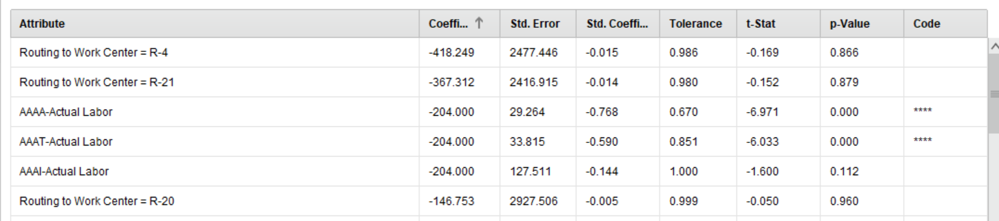 Attribute Coeffi... ↑ Std. Error Std. Coeffi... Tolerance t-Stat p-Value Code
Routing to Work Center = R-4 -418.249 2477.446 -0.015 0.986 -0.169 0.866
Routing to Work Center = R-21 -367.312 2416.915 -0.014 0.980 -0.152 0.879
AAAA-Actual Labor -204.000 29.264 -0.768 0.670 -6.971 0.000 ****
AAAT-Actual Labor -204.000 33.815 -0.590 0.851 -6.033 0.000 ****
AAAI-Actual Labor -204.000 127.511 -0.144 1.000 -1.600 0.112
Routing to Work Center = R-20 -146.753 2927.506 -0.005 0.999 -0.050 0.960